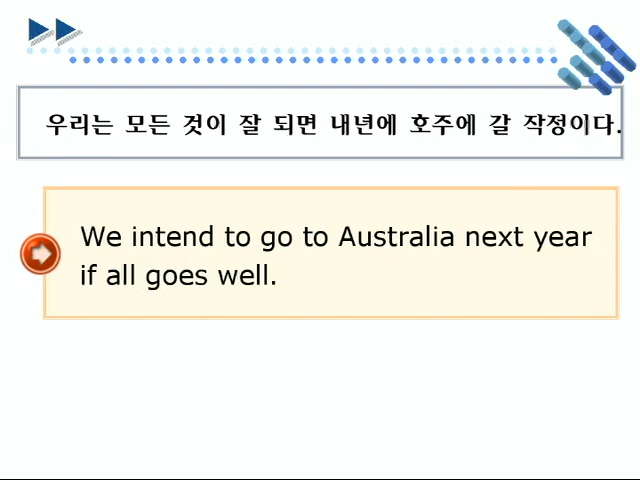 우리는 모든 것이 잘 되면 내년에 호주에 갈 작정이다.
We intend to go to Australia next year
if all goes well.